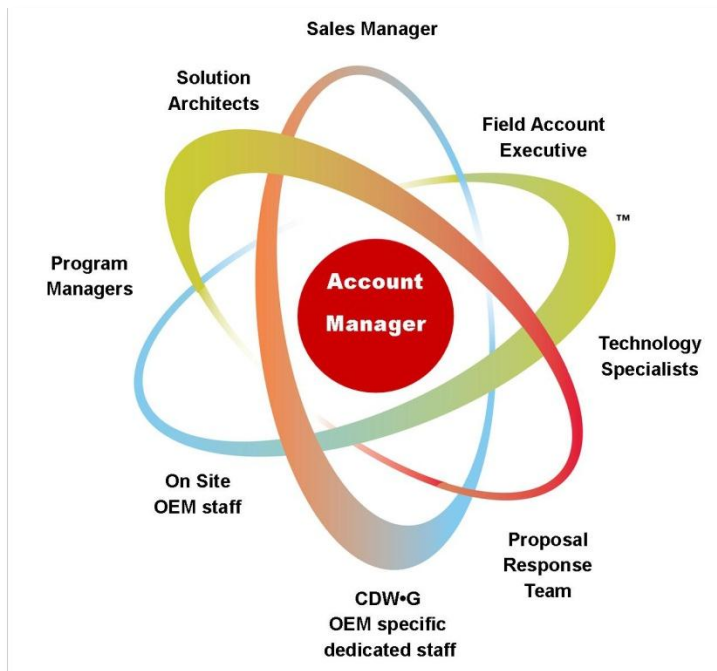 Sales Manager
Solution
Architects
Field Account
Executive
™
Program
Managers
Account
Manager
Technology
Specialists
On Site
OEM staff
Proposal
Response
Team
CDW•G
OEM specific
dedicated staff